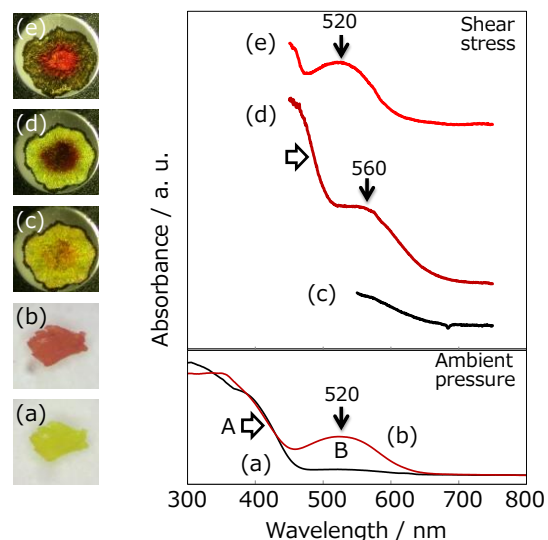 (e)
(d)
(c)
(b)
(a)
Absorbance / a. u.
520
Shear
stress
(e)
(d)
560
(c)
Ambient
pressure
520
A
B
(b)
(a)
300 400 500 600 700 800
Wavelength / nm